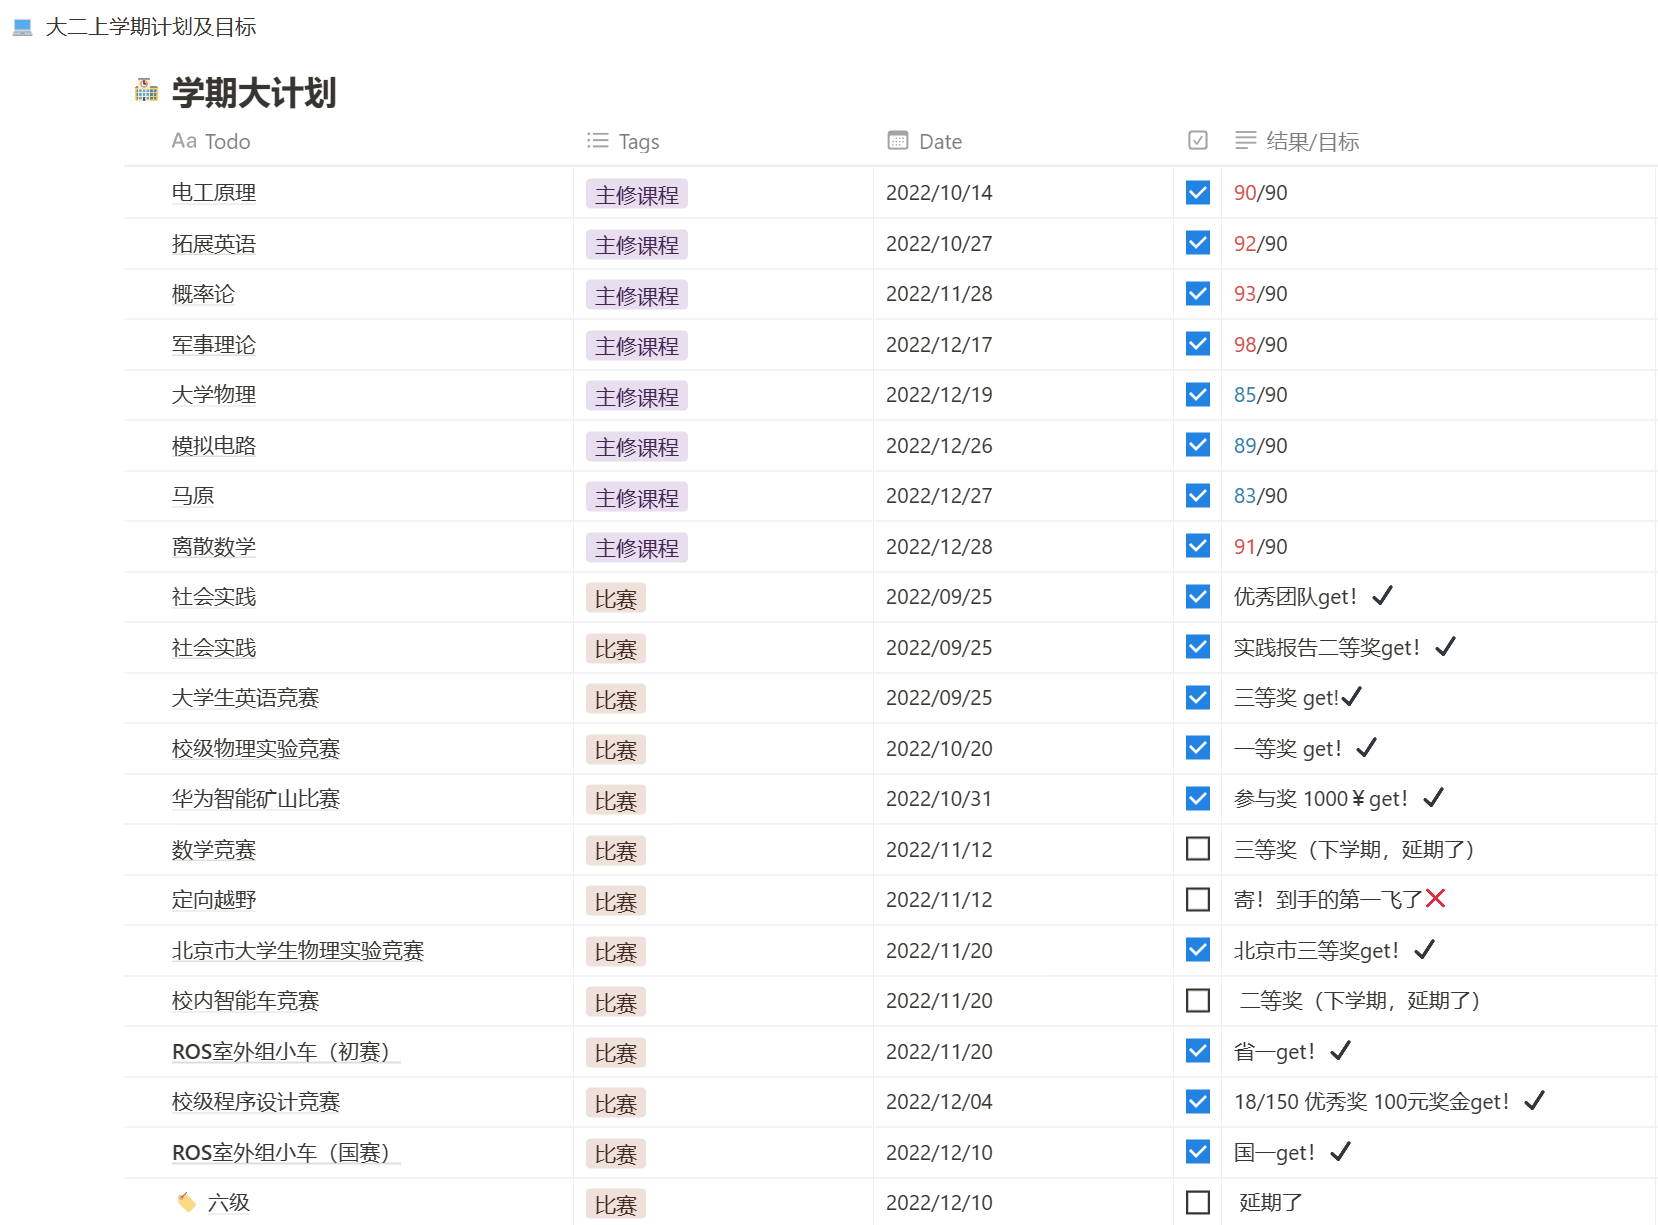 大二上学期计划及目标
学期大计划
Aa Todo Tags Date 结果/目标
电工原理 主修课程 2022/10/14 90/90
拓展英语 主修课程 2022/10/27 92/90
概率论 主修课程 2022/11/28 93/90
军事理论 主修课程 2022/12/17 98/90
大学物理 主修课程 2022/12/19 85/90
模拟电路 主修课程 2022/12/26 89/90
马原 主修课程 2022/12/27 83/90
离散数学 主修课程 2022/12/28 91/90
社会实践 比赛 2022/09/25 优秀团队get！ ✔
社会实践 比赛 2022/09/25 实践报告二等奖get！ ✔
大学生英语竞赛 比赛 2022/09/25 三等奖 get!✔
校级物理实验竞赛 比赛 2022/10/20 一等奖 get！ ✔
华为智能矿山比赛 比赛 2022/10/31 参与奖 1000￥get！ ✔
数学竞赛 比赛 2022/11/12 三等奖（下学期，延期了）
定向越野 比赛 2022/11/12 寄！到手的第一飞了❌
北京市大学生物理实验竞赛 比赛 2022/11/20 北京市三等奖get！ ✔
校内智能车竞赛 比赛 2022/11/20 二等奖（下学期，延期了）
ROS室外组小车（初赛） 比赛 2022/11/20 省一get！ ✔
校级程序设计竞赛 比赛 2022/12/04 18/150 优秀奖 100元奖金get！ ✔
ROS室外组小车（国赛） 比赛 2022/12/10 国一get！ ✔
六级 比赛 2022/12/10 延期了